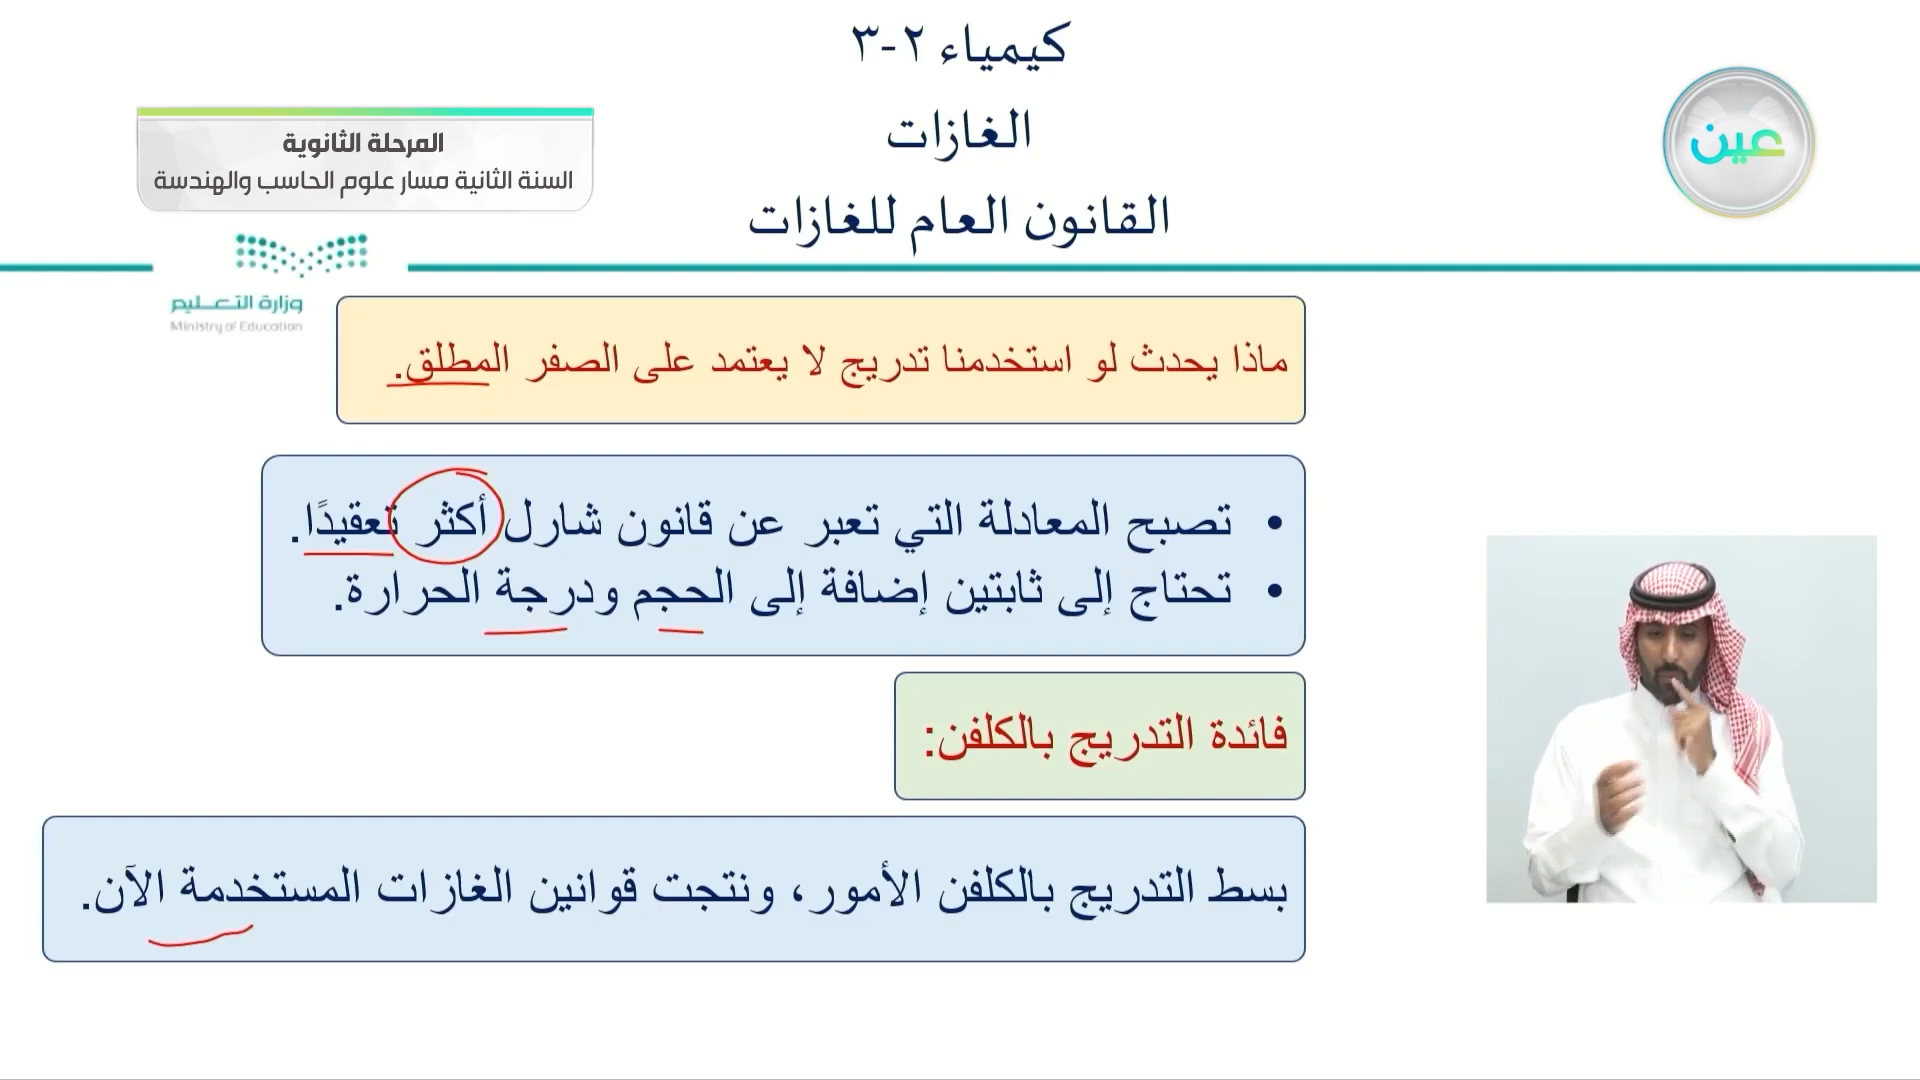 كيمياء ٢-٣
الغازات
القانون العام للغازات
عين
المرحلة الثانوية
السنة الثانية مسار علوم الحاسب والهندسة
وزارة التعليم
Ministry of Education
ماذا يحدث لو استخدمنا تدريج لا يعتمد على الصفر المطلق.
• تصبح المعادلة التي تعبر عن قانون شارل أكثر تعقيدًا.
• تحتاج إلى ثابتين إضافة إلى الحجم ودرجة الحرارة.
فائدة التدريج بالكلفن:
بسط التدريج بالكلفن الأمور، ونتجت قوانين الغازات المستخدمة الآن.